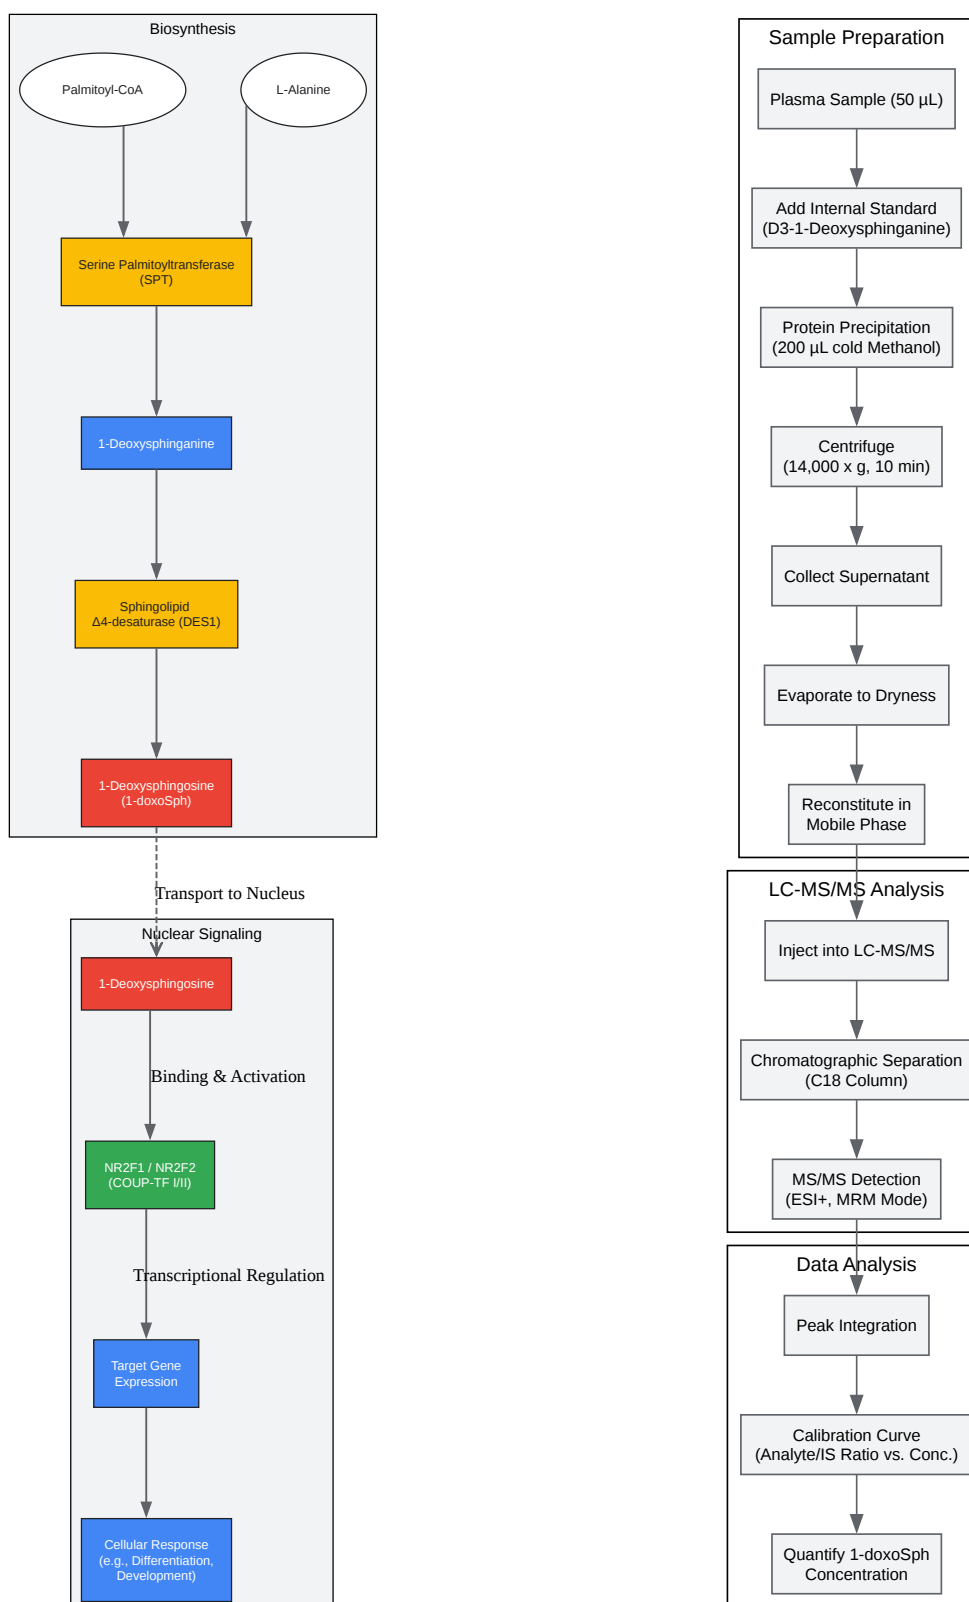 Biosynthesis
Palmitoyl-CoA
L-Alanine
Serine Palmitoyltransferase
(SPT)
1-Deoxysphinganine
Sphingolipid
Δ4-desaturase (DES1)
1-Deoxysphingosine
(1-doxoSph)
Transport to Nucleus
Nuclear Signaling
1-Deoxysphingosine
Binding & Activation
NR2F1 / NR2F2
(COUP-TF I/II)
Transcriptional Regulation
Target Gene
Expression
Cellular Response
(e.g., Differentiation,
Development)
Sample Preparation
Plasma Sample (50 µL)
Add Internal Standard
(D3-1-Deoxysphinganine)
Protein Precipitation
(200 µL cold Methanol)
Centrifuge
(14,000 x g, 10 min)
Collect Supernatant
Evaporate to Dryness
Reconstitute in
Mobile Phase
LC-MS/MS Analysis
Inject into LC-MS/MS
Chromatographic Separation
(C18 Column)
MS/MS Detection
(ESI+, MRM Mode)
Data Analysis
Peak Integration
Calibration Curve
(Analyte/IS Ratio vs. Conc.)
Quantify 1-doxoSph
Concentration